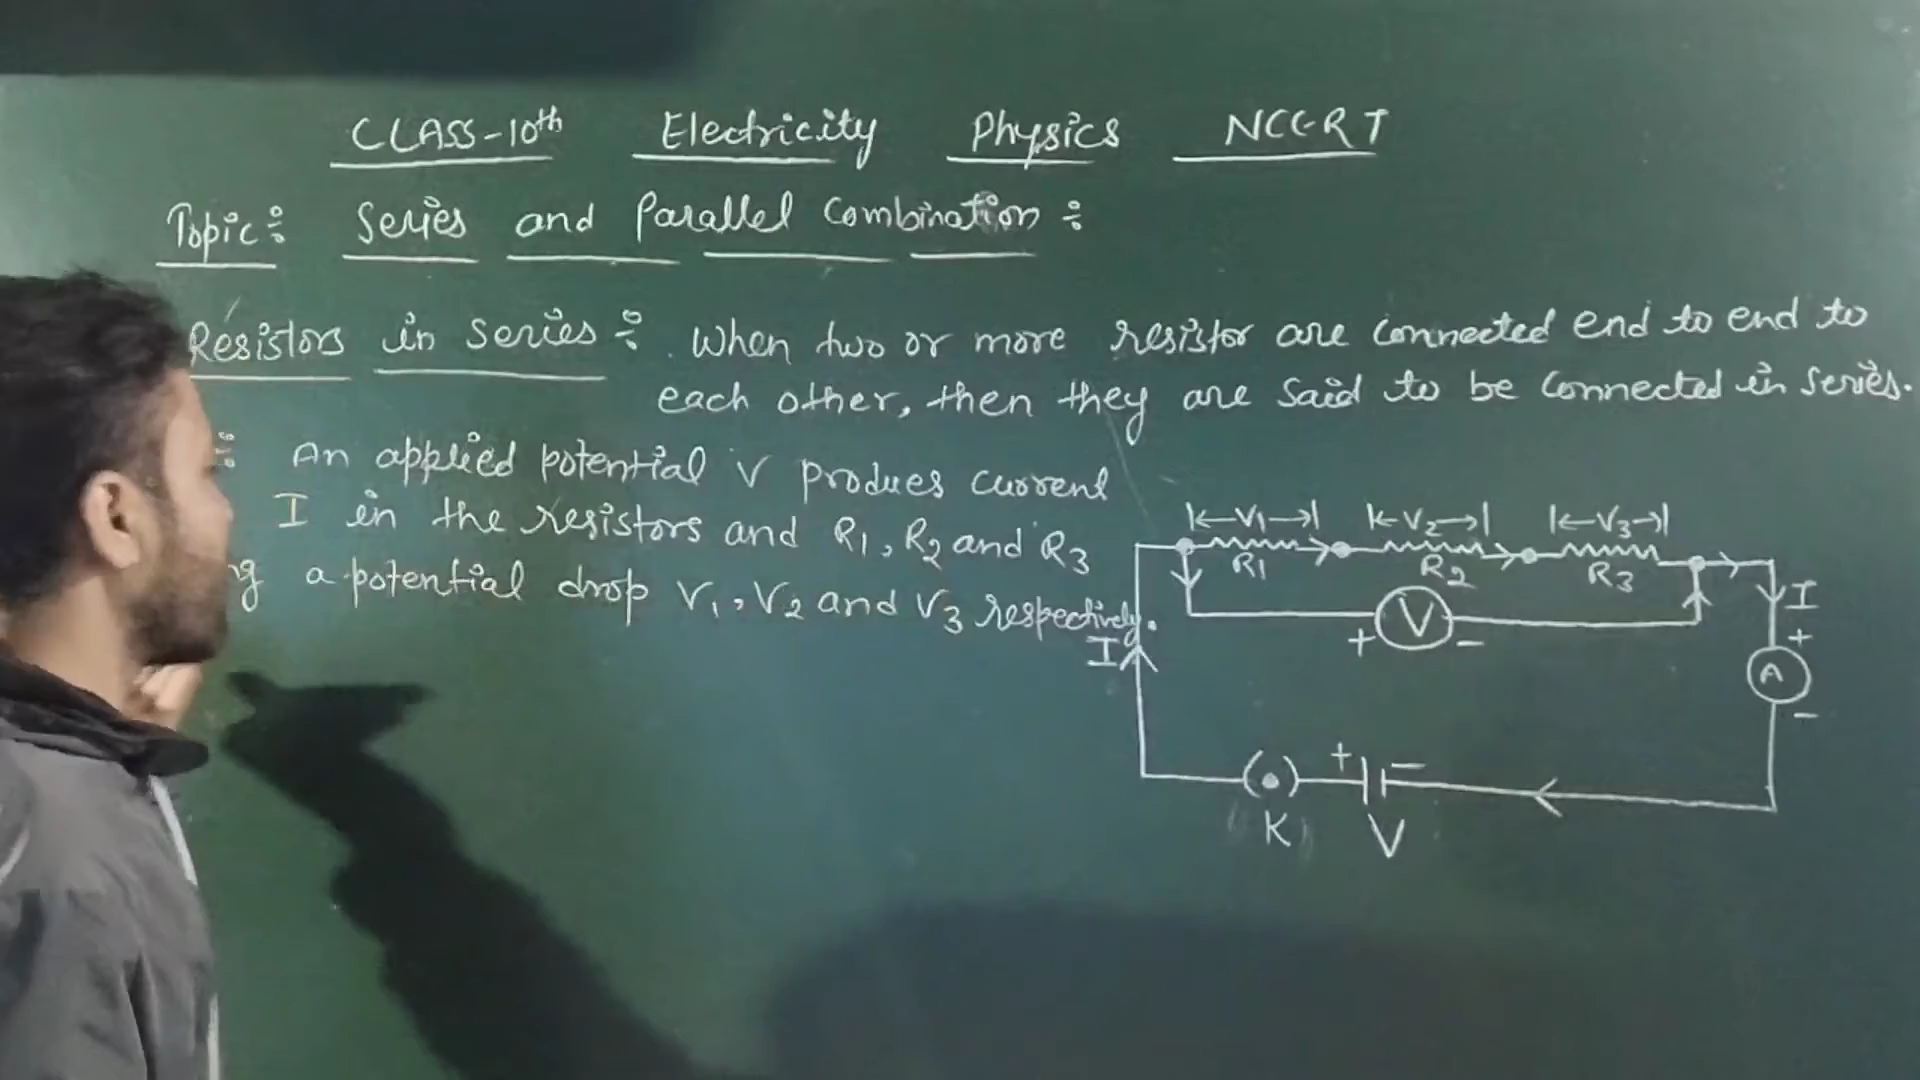 CLASS-10th Electricity Physics NCERT
Topic: Series and Parallel Combination:
Resistors in Series: When two or more resistor are connected end to end to
each other, then they are said to be connected in series.
: An applied potential V produes current
I in the resistors and R1, R2 and R3
a potential drop V1, V2 and V3 respectively.
V1 V2 V3
R1 R2 R3
I
V
+ -
+
I
A
-
+ -
K V